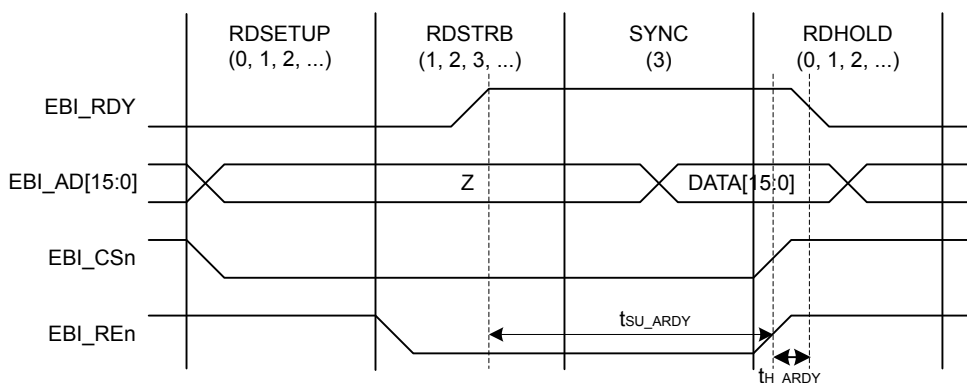 RDSETUP RDSTRB SYNC RDHOLD
(0, 1, 2, ...) (1, 2, 3, ...) (3) (0, 1, 2, ...)
EBI_RDY
EBI_AD[15:0] Z DATA[15:0]
EBI_CSn
EBI_REn tSU_ARDY
tH_ARDY